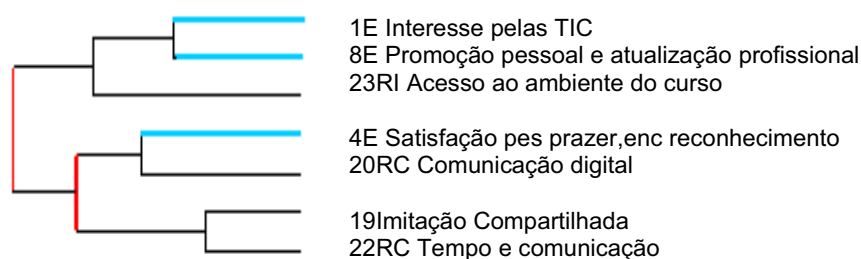 1E Interesse pelas TIC
8E Promoção pessoal e atualização profissional
23RI Acesso ao ambiente do curso
4E Satisfação pes prazer,enc reconhecimento
20RC Comunicação digital
19Imitação Compartilhada
22RC Tempo e comunicação